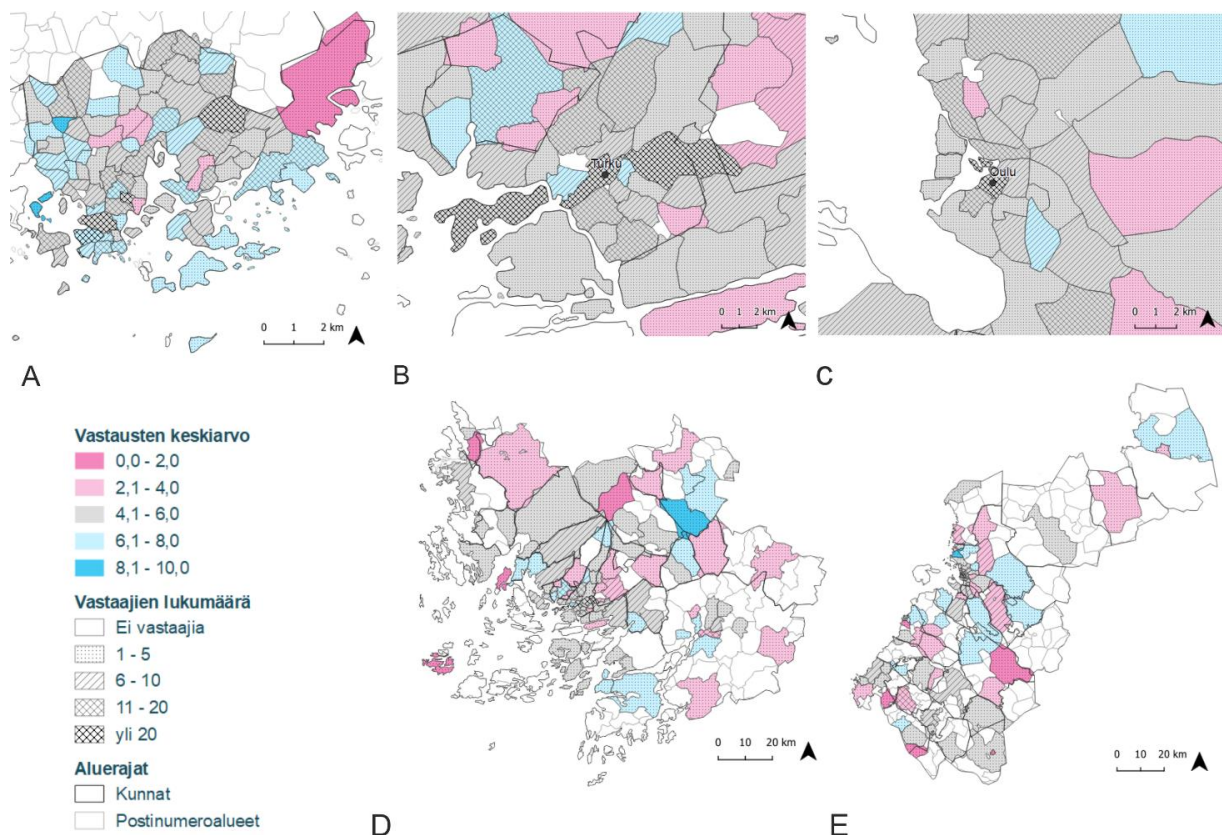 Turku
Oulu
0 1 2 km
0 1 2 km
0 1 2 km
A
B
C
Vastausten keskiarvo
0,0 - 2,0
2,1 - 4,0
4,1 - 6,0
6,1 - 8,0
8,1 - 10,0
Vastaajien lukumäärä
Ei vastaajia
1 - 5
6 - 10
11 - 20
yli 20
Aluerajat
Kunnat
Postinumeroalueet
0 10 20 km
0 10 20 km
D
E